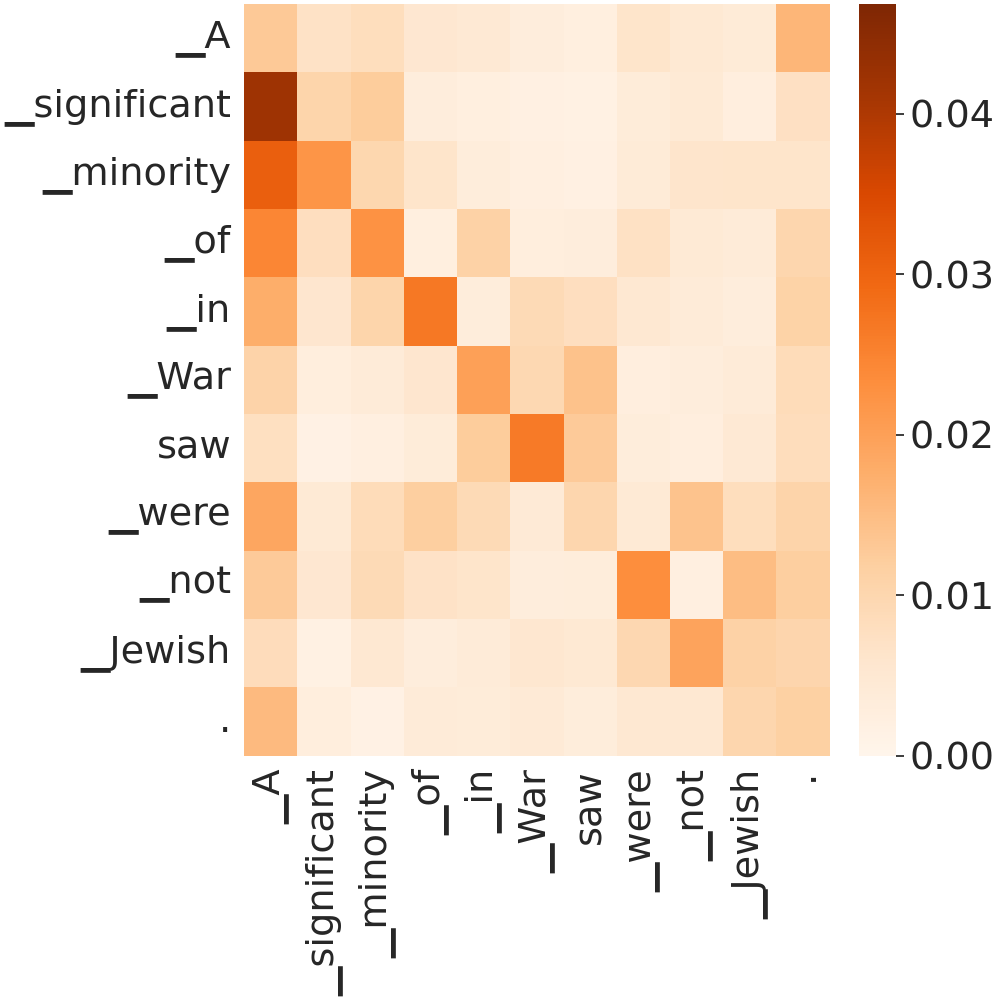 _A
_significant
_minority
_of
_in
_War
saw
_were
_not
_Jewish
.
0.04
0.03
0.02
0.01
0.00
_A
_significant
_minority
_of
_in
_War
saw
_were
_not
_Jewish
.